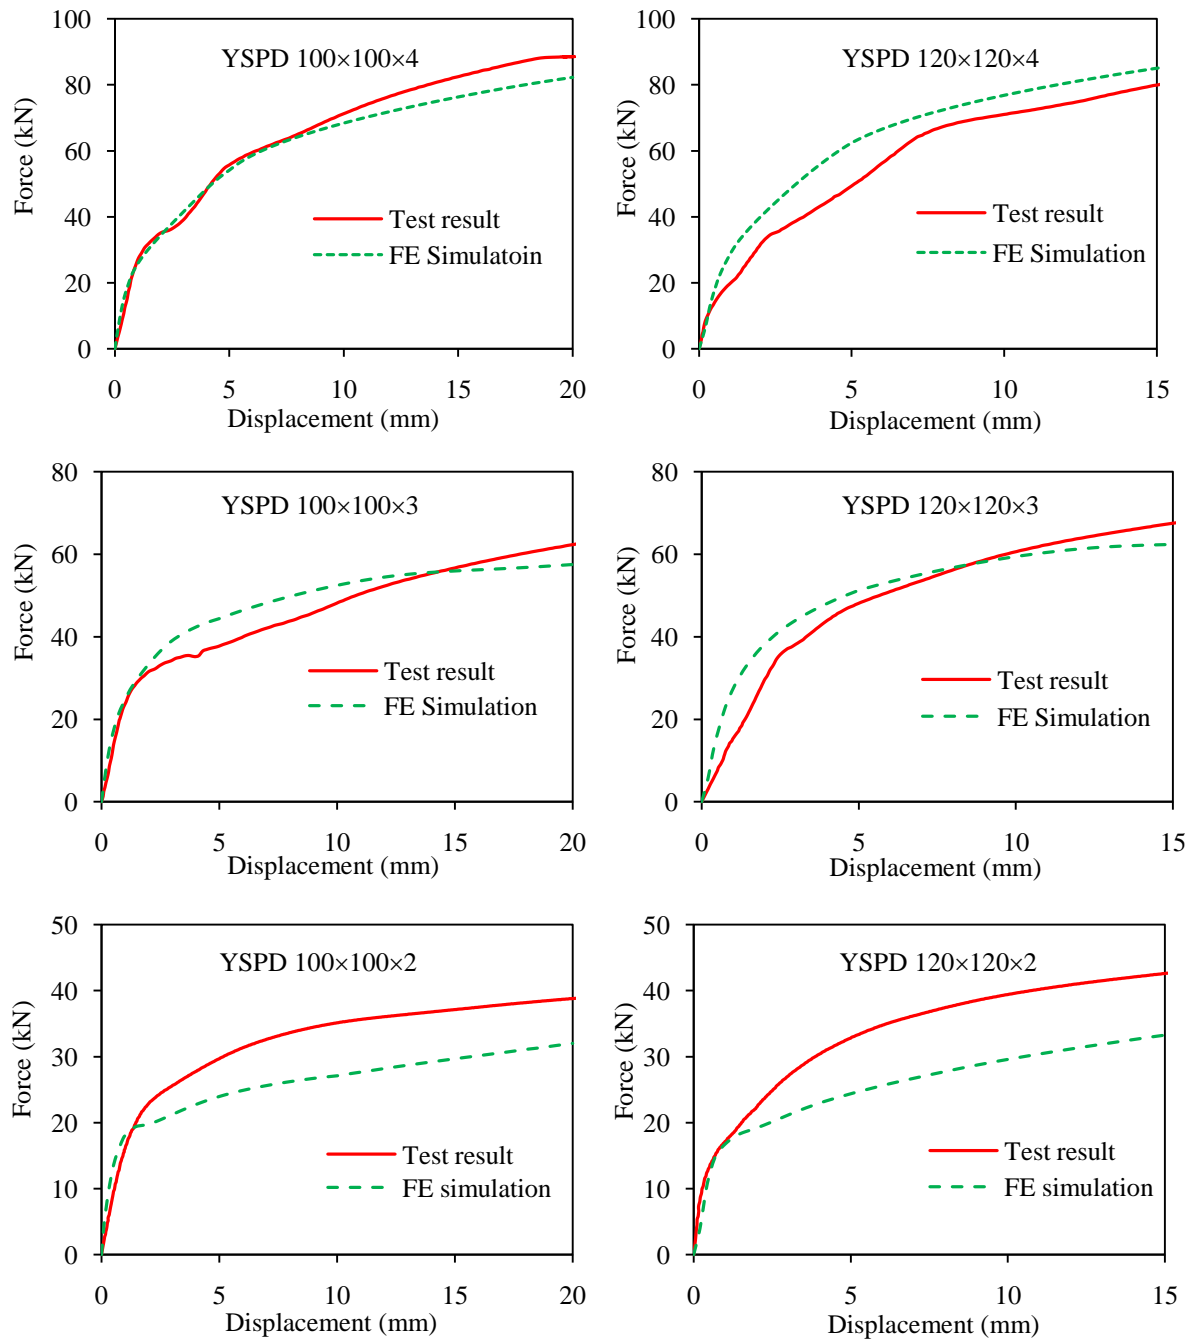 YSPD 100×100×4
Force (kN)
100
80
60
40
20
0
Test result
FE Simulatoin
0 5 10 15 20
Displacement (mm)
YSPD 120×120×4
Force (kN)
100
80
60
40
20
0
Test result
FE Simulation
0 5 10 15
Displacement (mm)
YSPD 100×100×3
Force (kN)
80
60
40
20
0
Test result
FE Simulation
0 5 10 15 20
Displacement (mm)
YSPD 120×120×3
Force (kN)
80
60
40
20
0
Test result
FE Simulation
0 5 10 15
Displacement (mm)
YSPD 100×100×2
Force (kN)
50
40
30
20
10
0
Test result
FE simulation
0 5 10 15 20
Displacement (mm)
YSPD 120×120×2
Force (kN)
50
40
30
20
10
0
Test result
FE simulation
0 5 10 15
Displacement (mm)